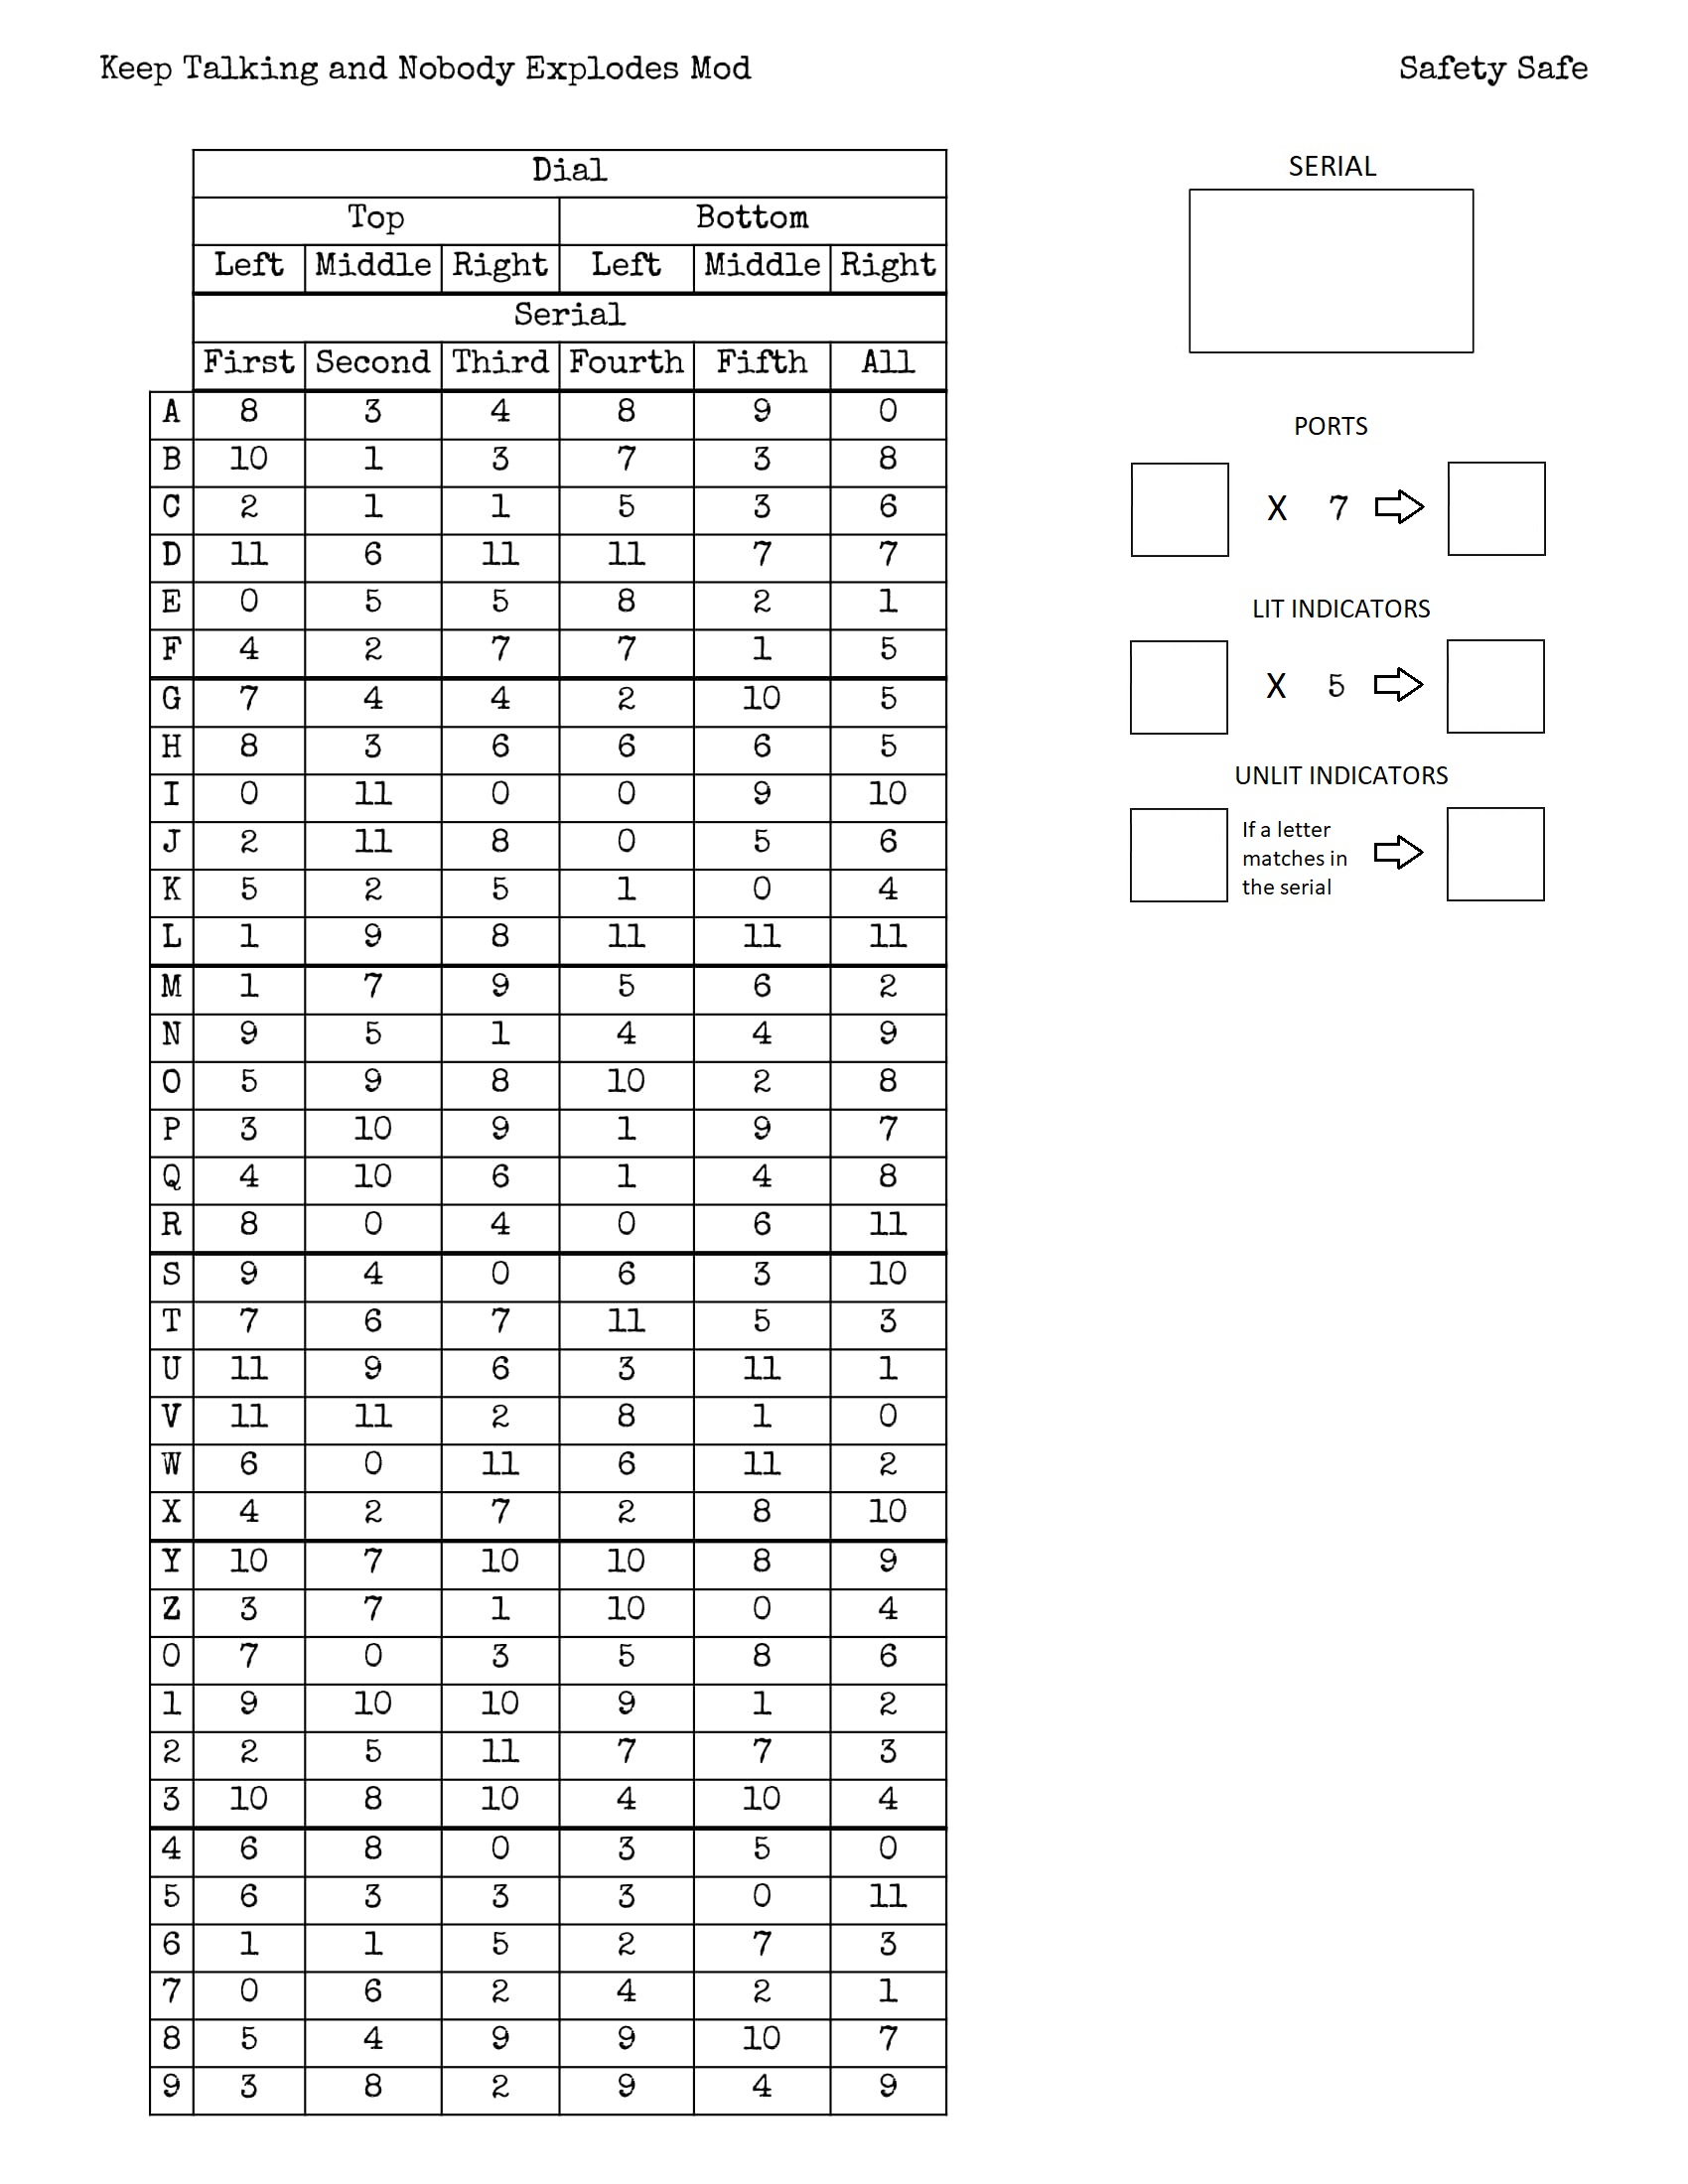 Keep Talking and Nobody Explodes Mod Safety Safe
Dial
Top Bottom
Left Middle Right Left Middle Right
Serial
First Second Third Fourth Fifth All
A 8 3 4 8 9 0
B 10 1 3 7 3 8
C 2 1 1 5 3 6
D 11 6 11 11 7 7
E 0 5 5 8 2 1
F 4 2 7 7 1 5
G 7 4 4 2 10 5
H 8 3 6 6 6 5
I 0 11 0 0 9 10
J 2 11 8 0 5 6
K 5 2 5 1 0 4
L 1 9 8 11 11 11
M 1 7 9 5 6 2
N 9 5 1 4 4 9
O 5 9 8 10 2 8
P 3 10 9 1 9 7
Q 4 10 6 1 4 8
R 8 0 4 0 6 11
S 9 4 0 6 3 10
T 7 6 7 11 5 3
U 11 9 6 3 11 1
V 11 11 2 8 1 0
W 6 0 11 6 11 2
X 4 2 7 2 8 10
Y 10 7 10 10 8 9
Z 3 7 1 10 0 4
0 7 0 3 5 8 6
1 9 10 10 9 1 2
2 2 5 11 7 7 3
3 10 8 10 4 10 4
4 6 8 0 3 5 0
5 6 3 3 3 0 11
6 1 1 5 2 7 3
7 0 6 2 4 2 1
8 5 4 9 9 10 7
9 3 8 2 9 4 9
SERIAL
PORTS
X 7
LIT INDICATORS
X 5
UNLIT INDICATORS
If a letter
matches in
the serial